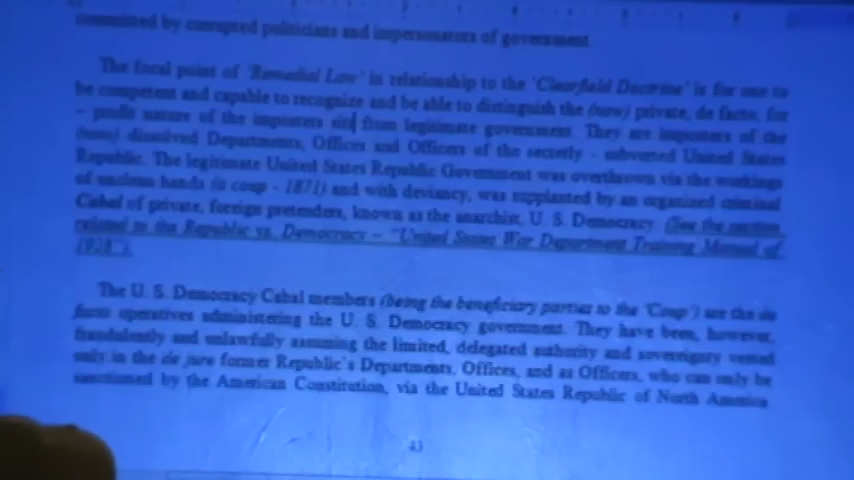 committed by corrupted politicians and impersonators of government
The focal point of 'Remedial Law' in relationship to the 'Clearfield Doctrine' is for one to
be competent and capable to recognize and be able to distinguish the (now) private, de facto, for
- profit nature of the imposters from legitimate government. They are imposters of the
(now) dissolved Departments, Offices and Officers of the secretly - subverted United States
Republic. The legitimate United States Republic Government was overthrown via the workings
of unclean hands (a coup - 1871) and with deviancy, was supplanted by an organized criminal
Cabal of private, foreign pretenders, known as the anarchist, U. S. Democracy. (See the section
related to the Republic vs. Democracy – "United States War Department Training Manual of
1928").
The U. S. Democracy Cabal members (being the beneficiary parties to the 'Coup') are the de
facto operatives administering the U. S. Democracy government. They have been, however,
fraudulently and unlawfully assuming the limited, delegated authority and sovereignty vested
only in the de jure former Republic's Departments, Offices, and as Officers, who can only be
sanctioned by the American Constitution, via the United States Republic of North America
43